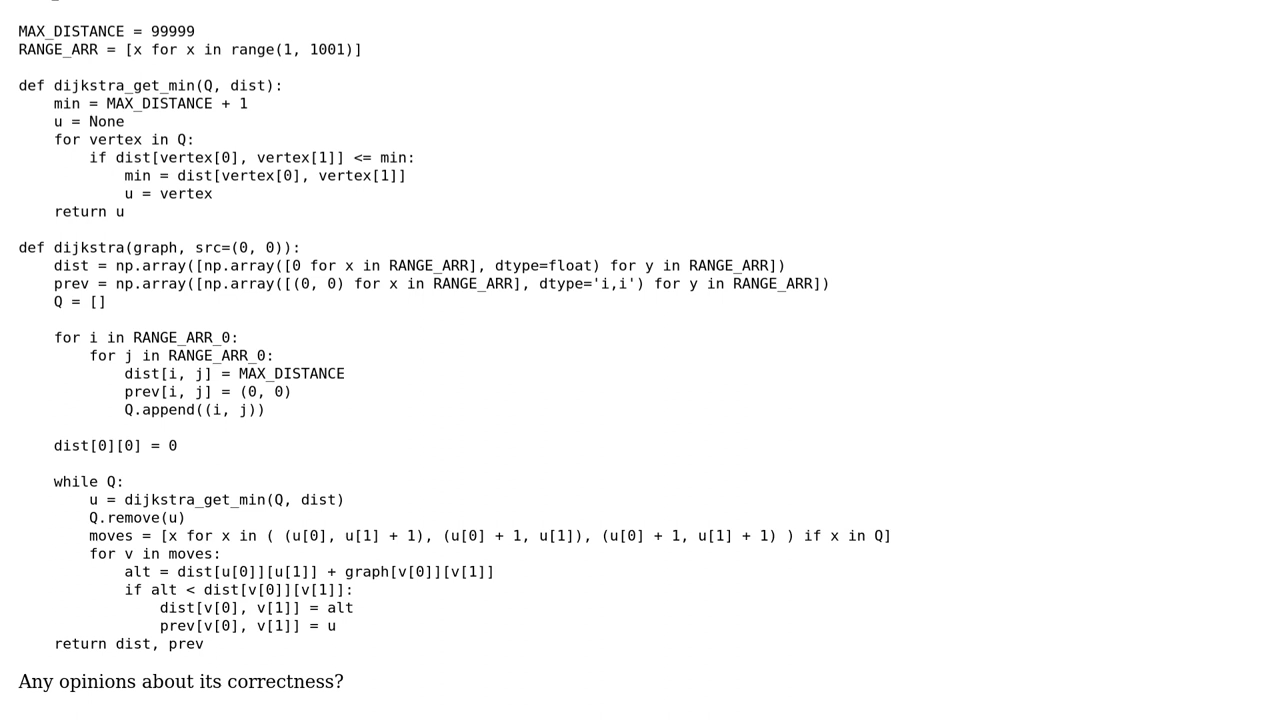 MAX_DISTANCE = 99999
RANGE_ARR = [x for x in range(1, 1001)]

def dijkstra_get_min(Q, dist):
    min = MAX_DISTANCE + 1
    u = None
    for vertex in Q:
        if dist[vertex[0], vertex[1]] <= min:
            min = dist[vertex[0], vertex[1]]
            u = vertex
    return u

def dijkstra(graph, src=(0, 0)):
    dist = np.array([np.array([0 for x in RANGE_ARR], dtype=float) for y in RANGE_ARR])
    prev = np.array([np.array([(0, 0) for x in RANGE_ARR], dtype='i,i') for y in RANGE_ARR])
    Q = []

    for i in RANGE_ARR_0:
        for j in RANGE_ARR_0:
            dist[i, j] = MAX_DISTANCE
            prev[i, j] = (0, 0)
            Q.append((i, j))

    dist[0][0] = 0

    while Q:
        u = dijkstra_get_min(Q, dist)
        Q.remove(u)
        moves = [x for x in ( (u[0], u[1] + 1), (u[0] + 1, u[1]), (u[0] + 1, u[1] + 1) ) if x in Q]
        for v in moves:
            alt = dist[u[0]][u[1]] + graph[v[0]][v[1]]
            if alt < dist[v[0]][v[1]]:
                dist[v[0], v[1]] = alt
                prev[v[0], v[1]] = u
    return dist, prev

Any opinions about its correctness?